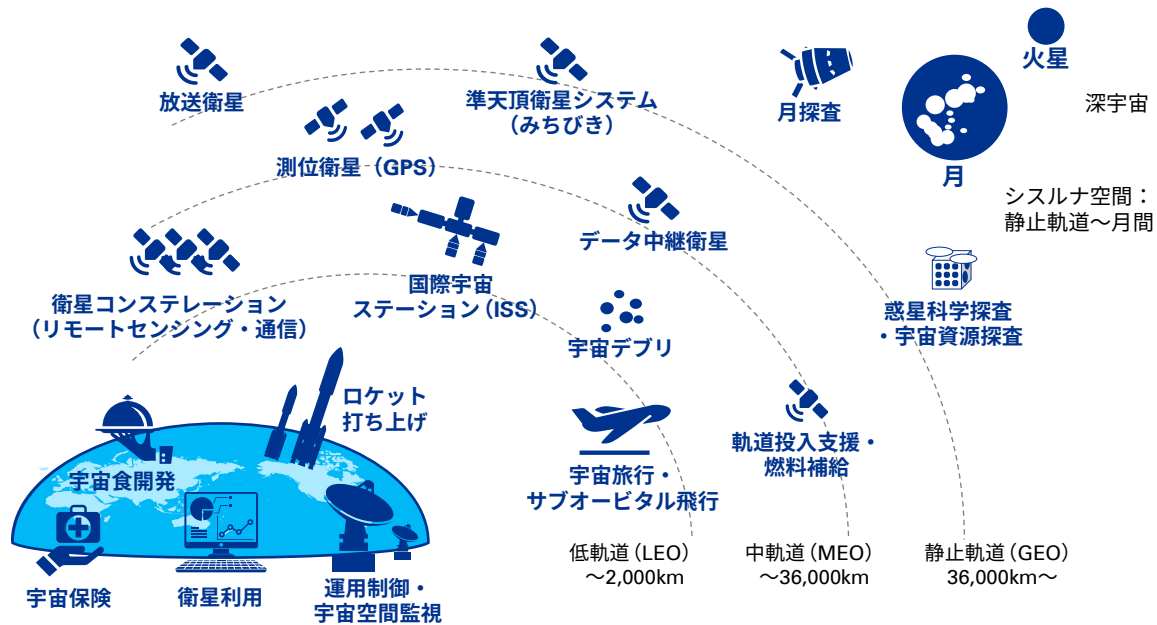 放送衛星
準天頂衛星システム
（みちびき）
月探査
火星
深宇宙
測位衛星（GPS）
月
シスルナ空間：
静止軌道～月間
データ中継衛星
衛星コンステレーション
（リモートセンシング・通信）
国際宇宙
ステーション（ISS）
惑星科学探査
・宇宙資源探査
宇宙デブリ
ロケット
打ち上げ
軌道投入支援・
燃料補給
宇宙食開発
宇宙旅行・
サブオービタル飛行
低軌道（LEO）
～2,000km
中軌道（MEO）
～36,000km
静止軌道（GEO）
36,000km～
宇宙保険
衛星利用
運用制御・
宇宙空間監視